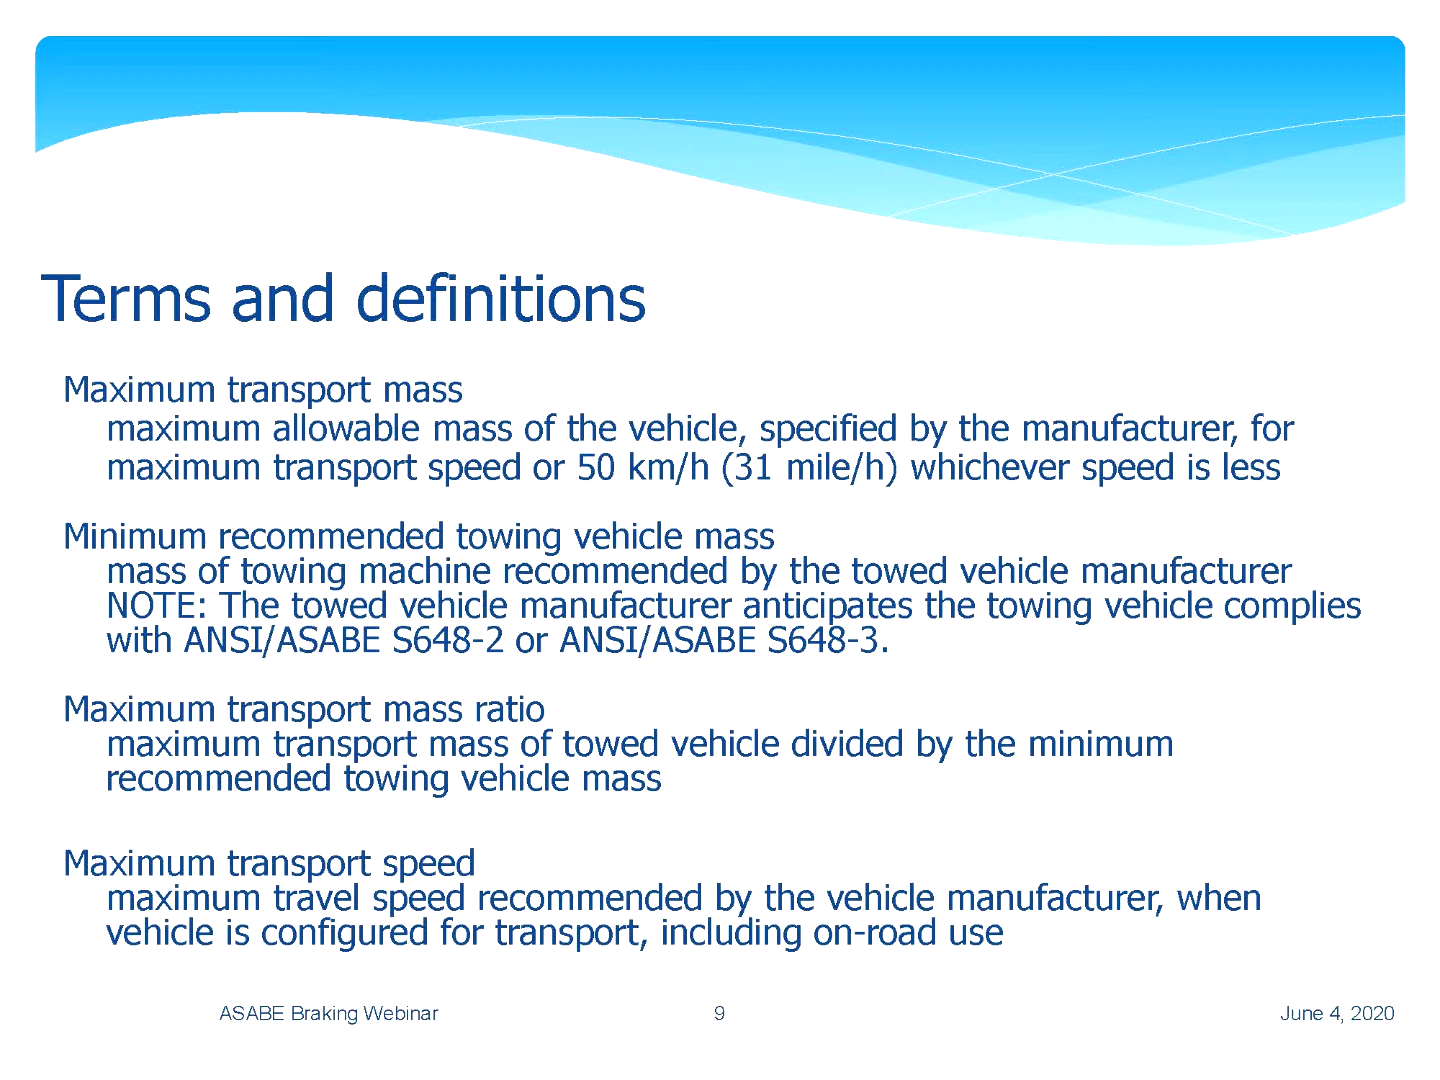 Terms and definitions
Maximum transport mass
maximum allowable mass of the vehicle, specified by the manufacturer, for
maximum transport speed or 50 km/h (31 mile/h) whichever speed is less
Minimum recommended towing vehicle mass
mass of towing machine recommended by the towed vehicle manufacturer
NOTE: The towed vehicle manufacturer anticipates the towing vehicle complies
with ANSI/ASABE S648-2 or ANSI/ASABE S648-3.
Maximum transport mass ratio
maximum transport mass of towed vehicle divided by the minimum
recommended towing vehicle mass
Maximum transport speed
maximum travel speed recommended by the vehicle manufacturer, when
vehicle is configured for transport, including on-road use
ASABE Braking Webinar
9
June 4, 2020